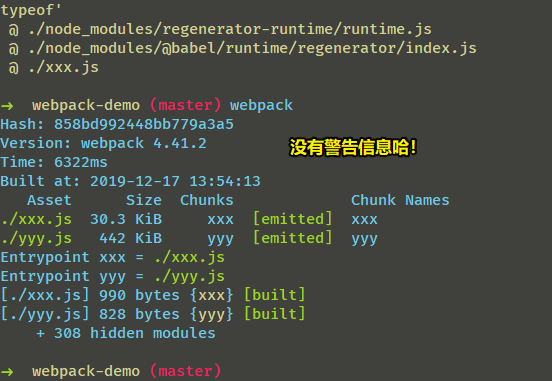 typeof'
 @ ./node_modules/regenerator-runtime/runtime.js
 @ ./node_modules/@babel/runtime/regenerator/index.js
 @ ./xxx.js
➜  webpack-demo (master) webpack
Hash: 858bd992448bb779a3a5
Version: webpack 4.41.2
没有警告信息哈!
Time: 6322ms
Built at: 2019-12-17 13:54:13
   Asset      Size  Chunks             Chunk Names
./xxx.js  30.3 KiB     xxx  [emitted]  xxx
./yyy.js   442 KiB     yyy  [emitted]  yyy
Entrypoint xxx = ./xxx.js
Entrypoint yyy = ./yyy.js
[./xxx.js] 990 bytes {xxx} [built]
[./yyy.js] 828 bytes {yyy} [built]
    + 308 hidden modules
➜  webpack-demo (master)